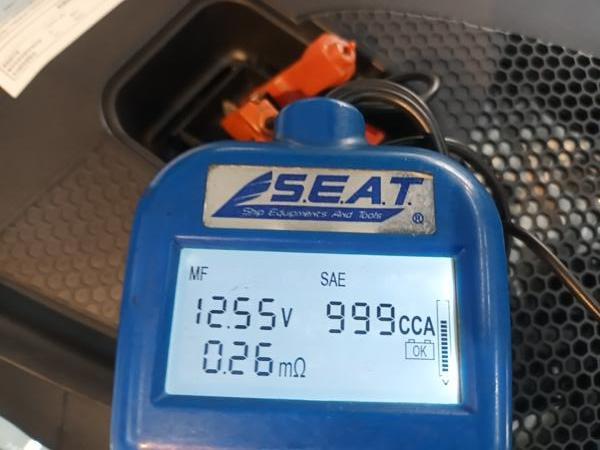 S.E.A.T.
Ship Equipments And Tools
®
MF SAE
12.55V 999CCA
OK
0.26mΩ